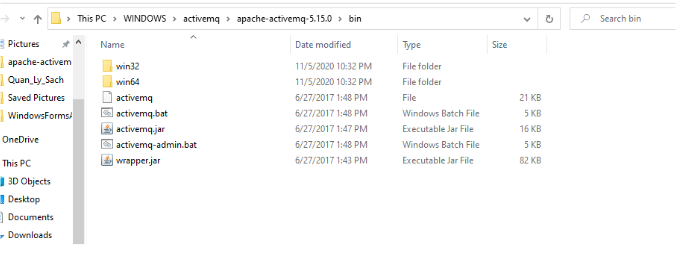 This PC > WINDOWS > activemq > apache-activemq-5.15.0 > bin
Search bin
Name Date modified Type Size
Pictures
apache-activem
Quan_Ly_Sach
Saved Pictures
WindowsFormsA
OneDrive
This PC
3D Objects
Desktop
Documents
Downloads
win32 11/5/2020 10:32 PM File folder
win64 11/5/2020 10:32 PM File folder
activemq 6/27/2017 1:48 PM File 21 KB
activemq.bat 6/27/2017 1:48 PM Windows Batch File 5 KB
activemq.jar 6/27/2017 1:47 PM Executable Jar File 16 KB
activemq-admin.bat 6/27/2017 1:48 PM Windows Batch File 5 KB
wrapper.jar 6/27/2017 1:43 PM Executable Jar File 82 KB